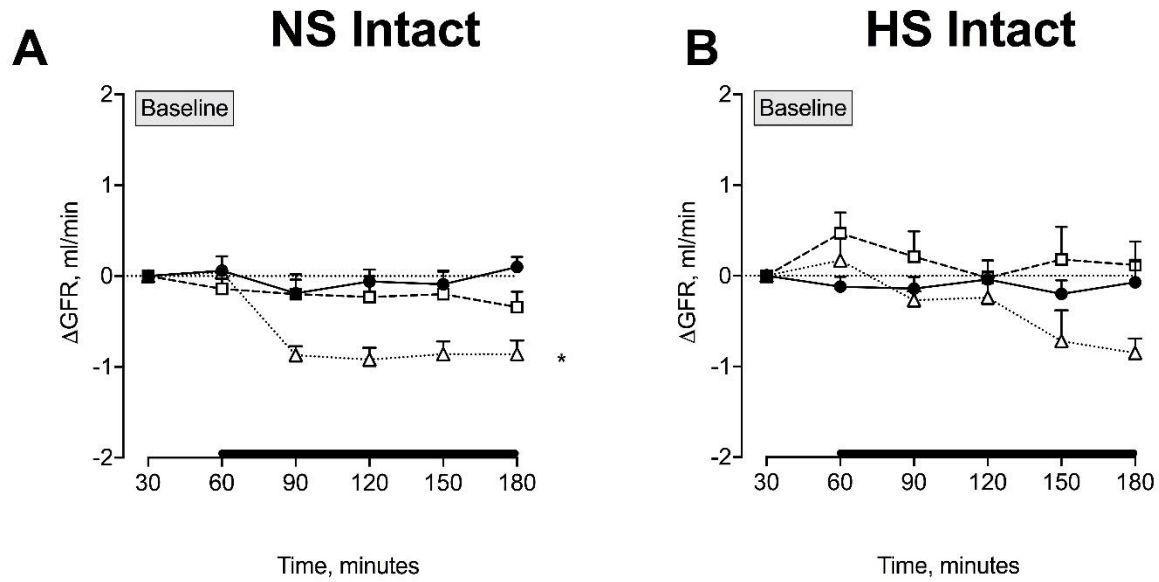 A
NS Intact
Baseline
ΔGFR, ml/min
2
1
0
-1
-2
*
30 60 90 120 150 180
Time, minutes
B
HS Intact
Baseline
ΔGFR, ml/min
2
1
0
-1
-2
30 60 90 120 150 180
Time, minutes